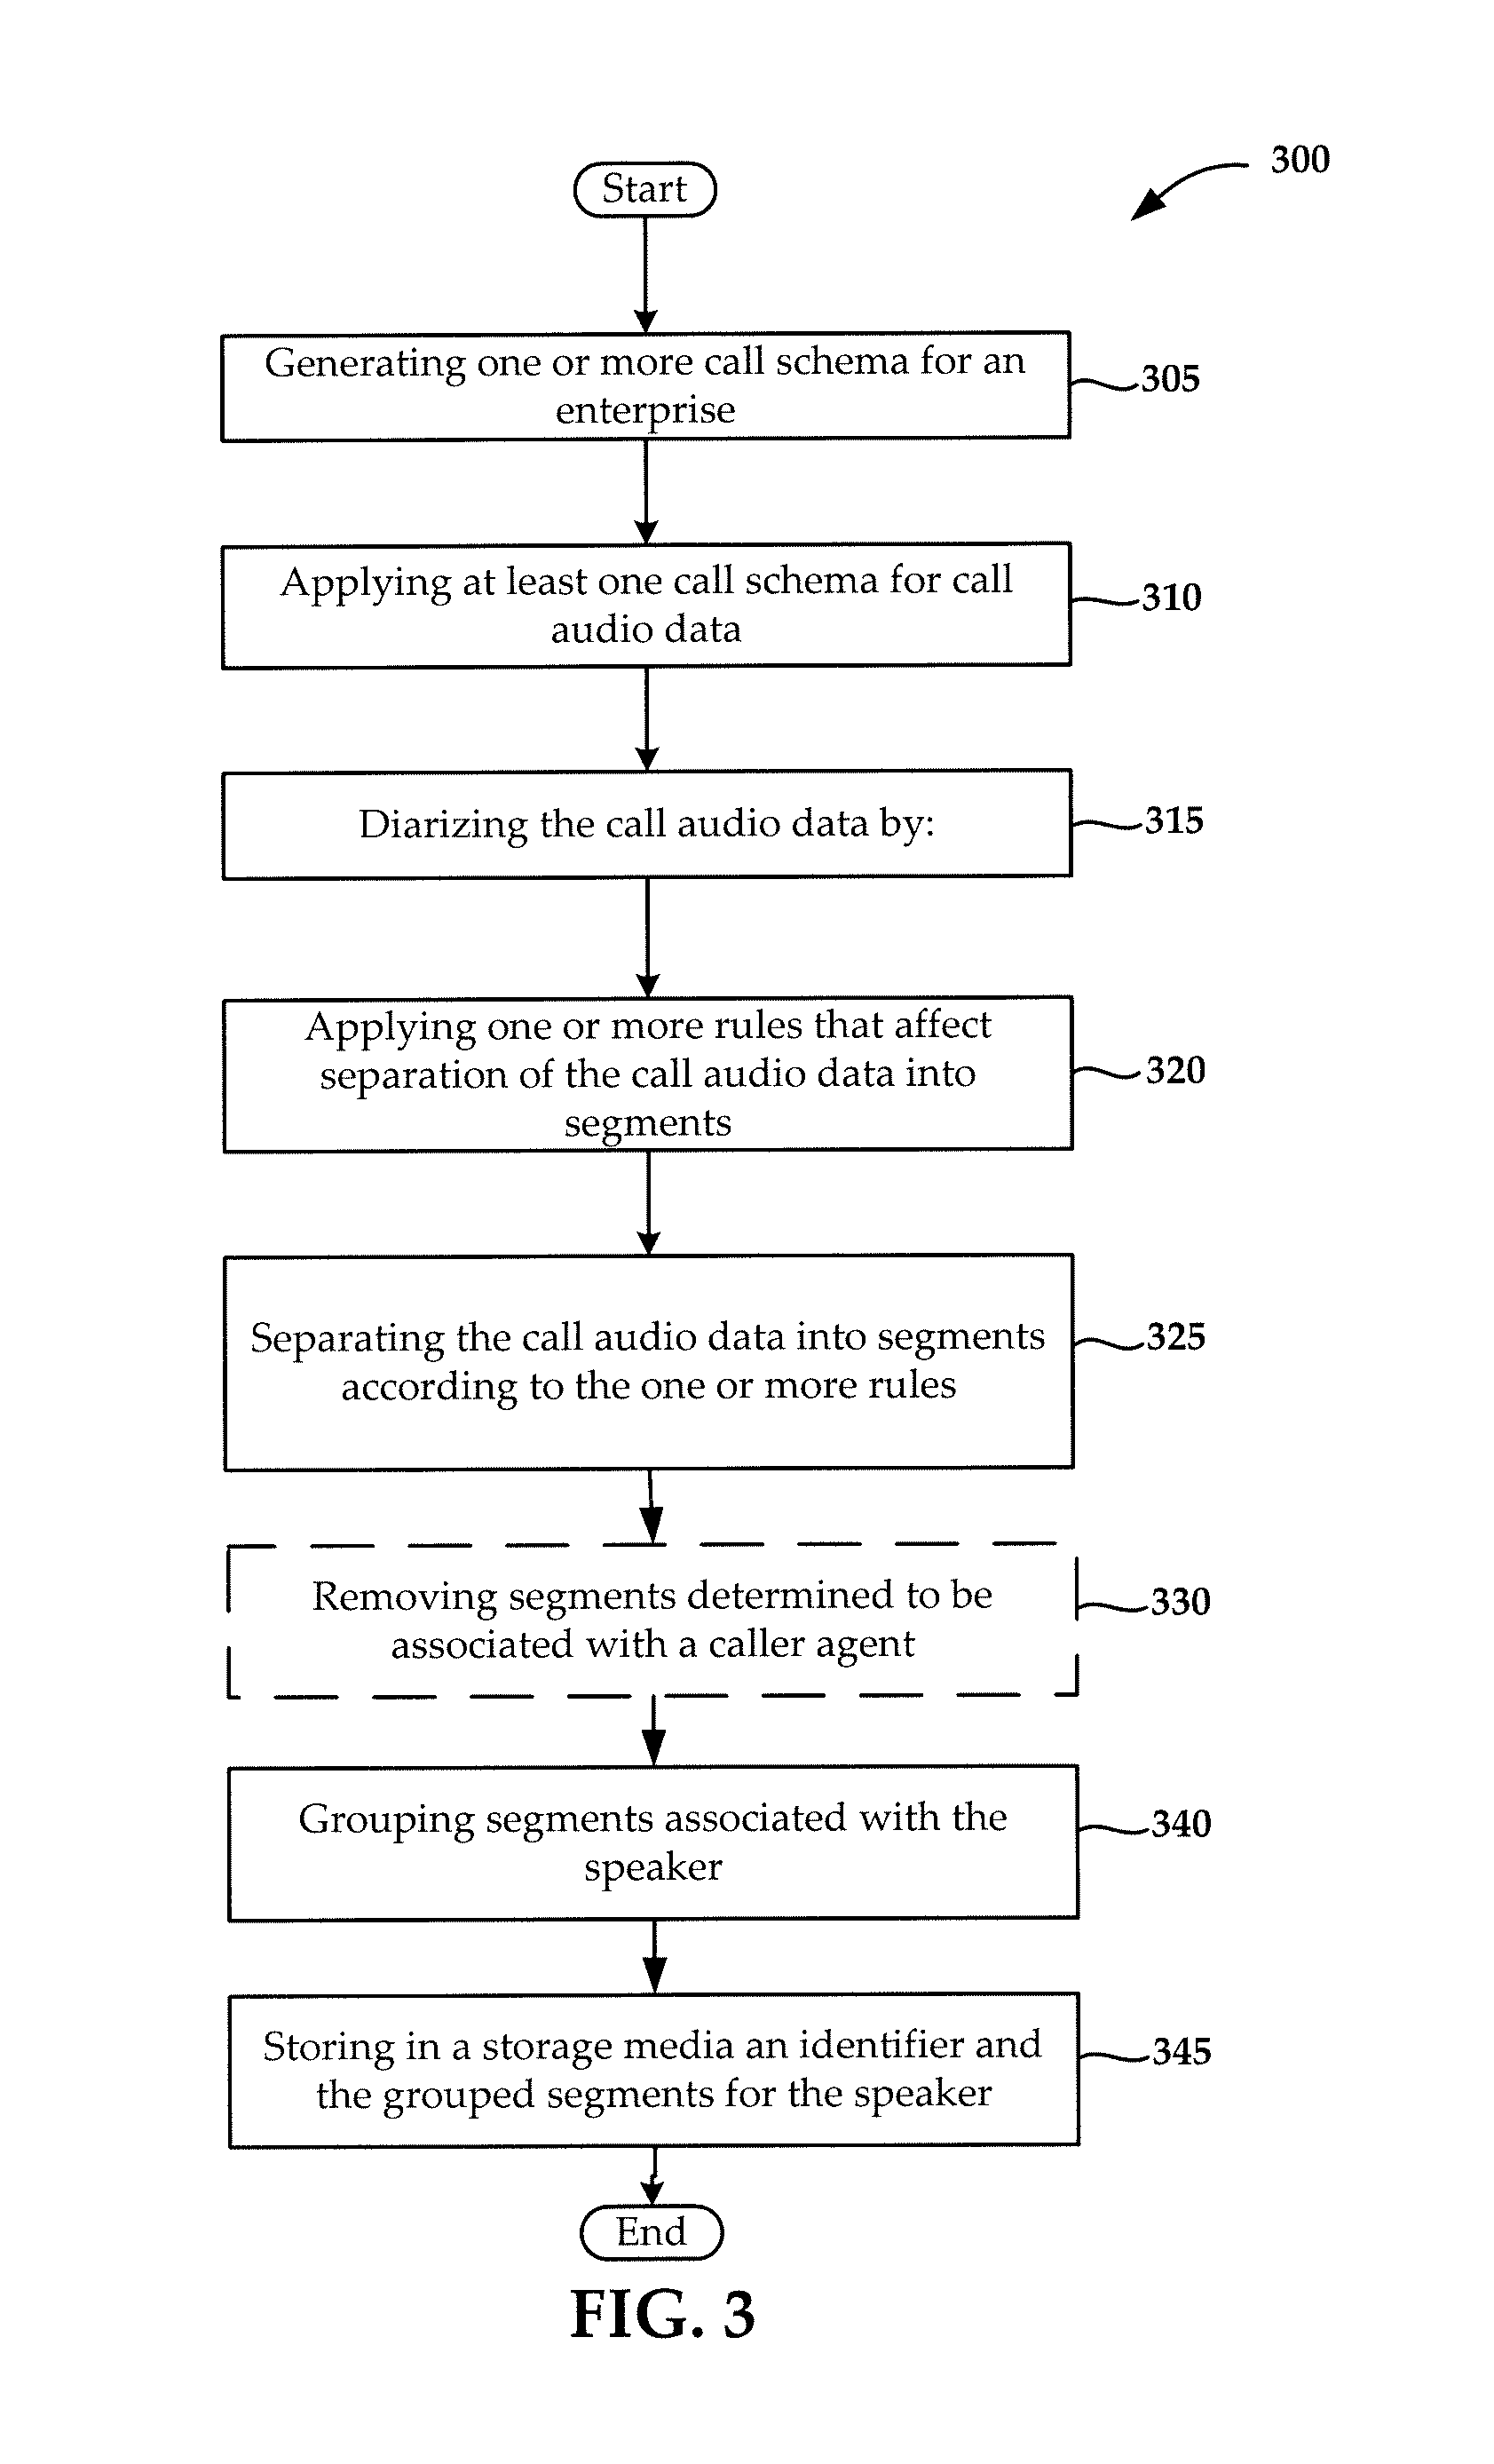 300
Start
Generating one or more call schema for an
enterprise
305
Applying at least one call schema for call
audio data
310
Diarizing the call audio data by:
315
Applying one or more rules that affect
separation of the call audio data into
segments
320
Separating the call audio data into segments
according to the one or more rules
325
Removing segments determined to be
associated with a caller agent
330
Grouping segments associated with the
speaker
340
Storing in a storage media an identifier and
the grouped segments for the speaker
345
End
FIG. 3